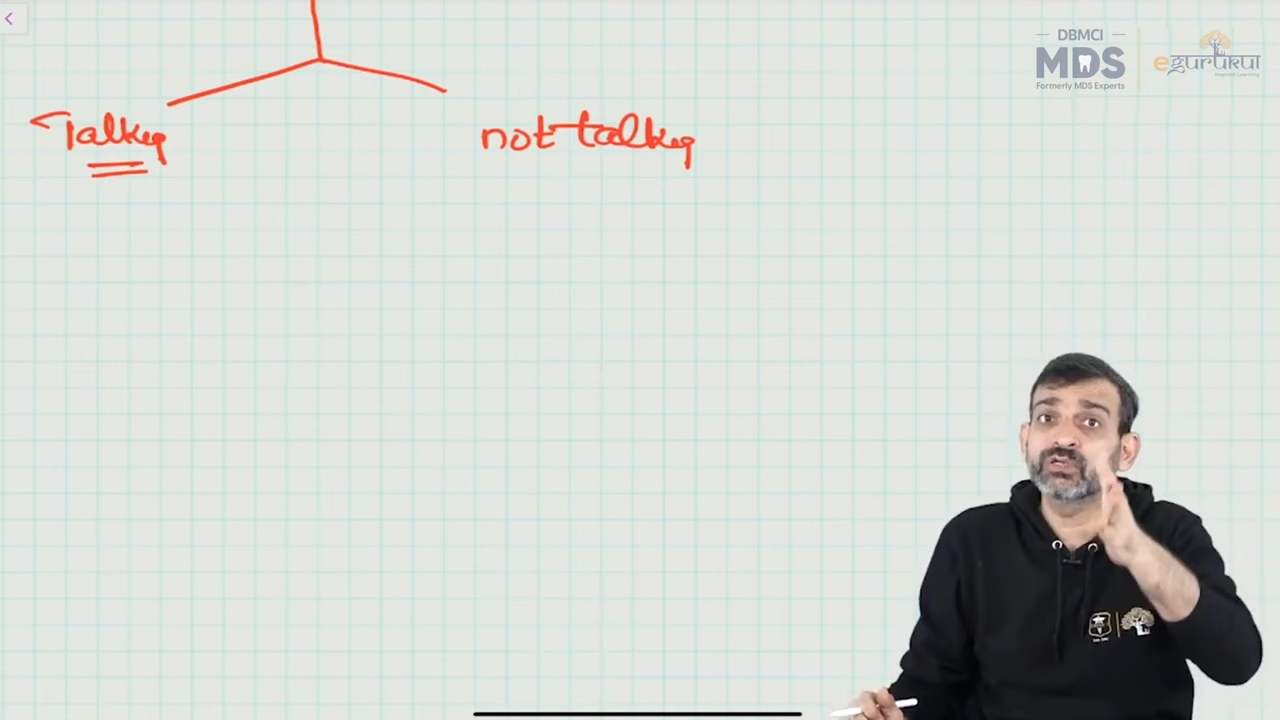 DBMCI
MDS
Formerly MDS Experts
egurukul
Talking
not talking